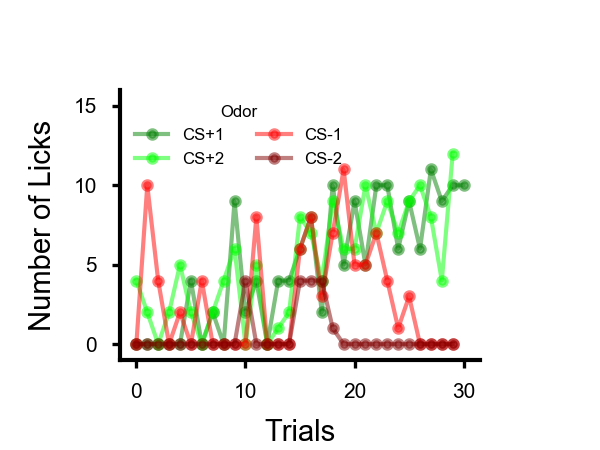 Odor
CS+1 CS-1
CS+2 CS-2
Number of Licks
15
10
5
0
0 10 20 30
Trials